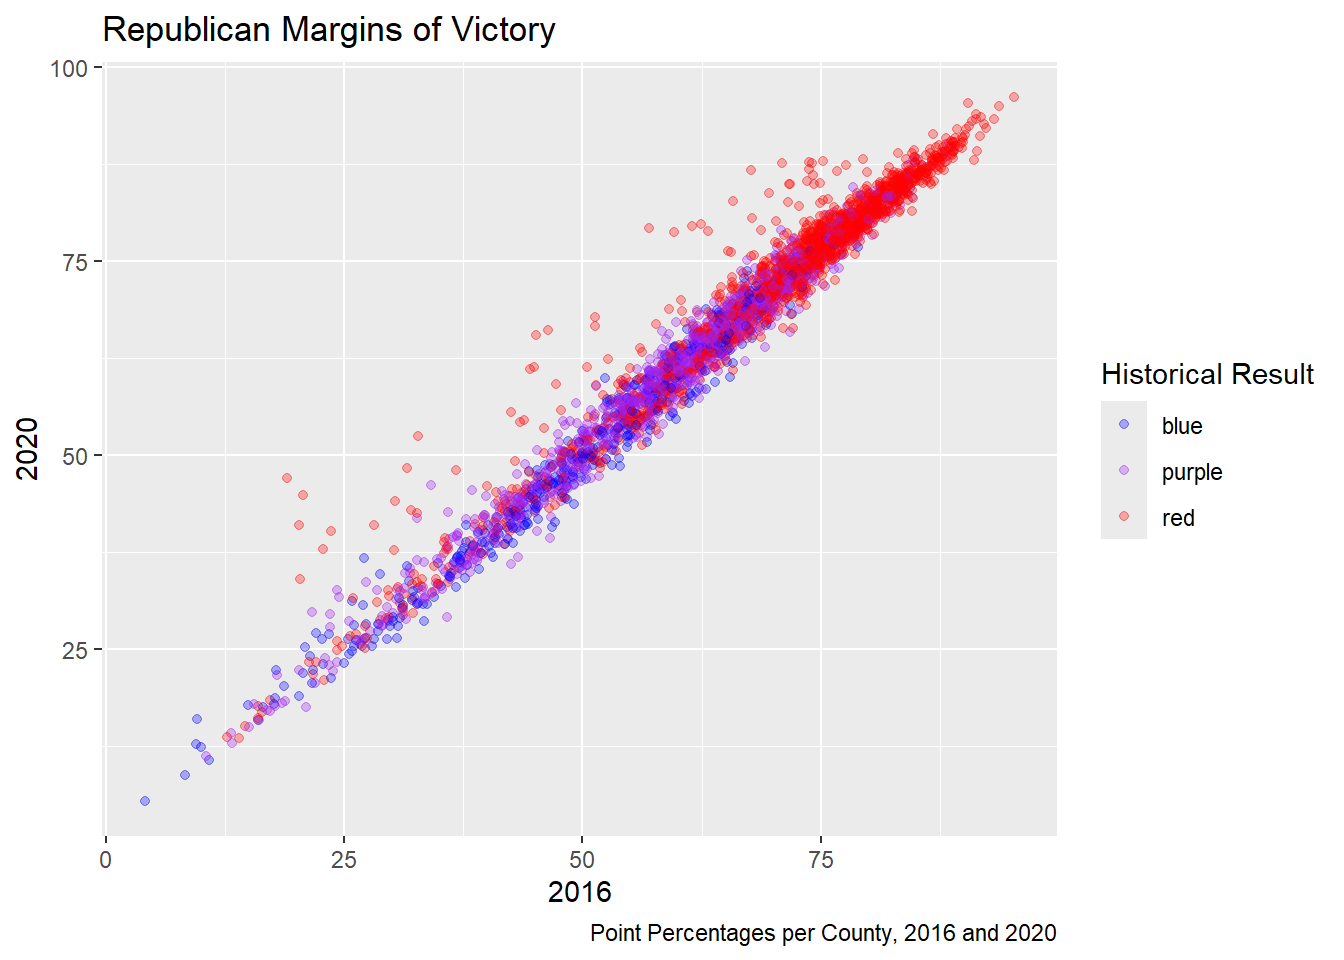 Republican Margins of Victory
100
75
50
25
2020
0
25
50
75
2016
Point Percentages per County, 2016 and 2020
Historical Result
blue
purple
red